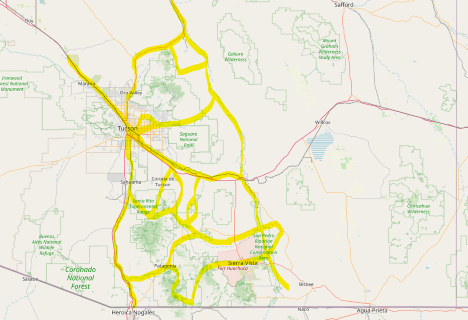 Safford
Mount
Graham
Wilderness
Study Area
Galiuro
Wilderness
Ironwood
Forest National
Monument
Marana
Oro Valley
Tucson
Saguaro
National
Park
Willcox
Sahuarita
Corona de
Tucson
Santa Rita
Experimental
Range
Chiricahua
Wilderness
Buenos
Aires National
Wildlife
Refuge
San Pedro
Riparian
National
Conservation
Area
Coronado
National
Forest
Patagonia
Sierra Vista
Fort Huachuca
Sasabe
Bisbee
Naco
Heroica Nogales
Agua Prieta